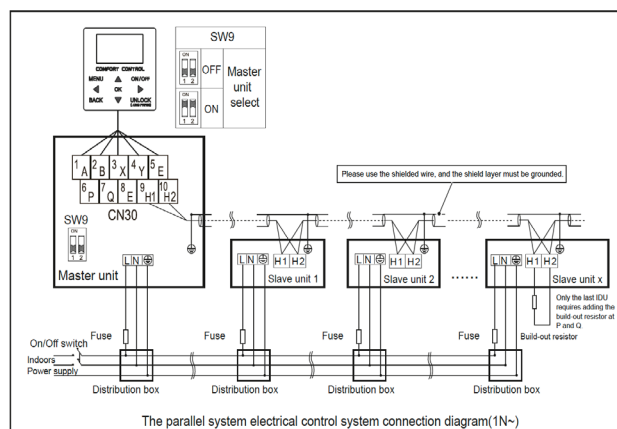 SW9
ON
1 2
OFF
ON
1 2
ON
Master
unit
select
COMFORT CONTROL
MENU
ON/OFF
OK
BACK
UNLOCK
1 A
2 B
3 X
4 Y
5 E
6 P
7 Q
8 E
9 H1
10 H2
CN30
SW9
ON
1 2
Master unit
L N
Please use the shielded wire, and the shield layer must be grounded.
L N
H1 H2
Slave unit 1
L N
H1 H2
Slave unit 2
......
L N
H1 H2
Slave unit x
Only the last IDU
requires adding the
build-out resistor at
P and Q
Build-out resistor
Fuse
Fuse
Fuse
Fuse
On/Off switch
Indoors
Power supply
Distribution box
Distribution box
Distribution box
Distribution box
The parallel system electrical control system connection diagram(1N~)